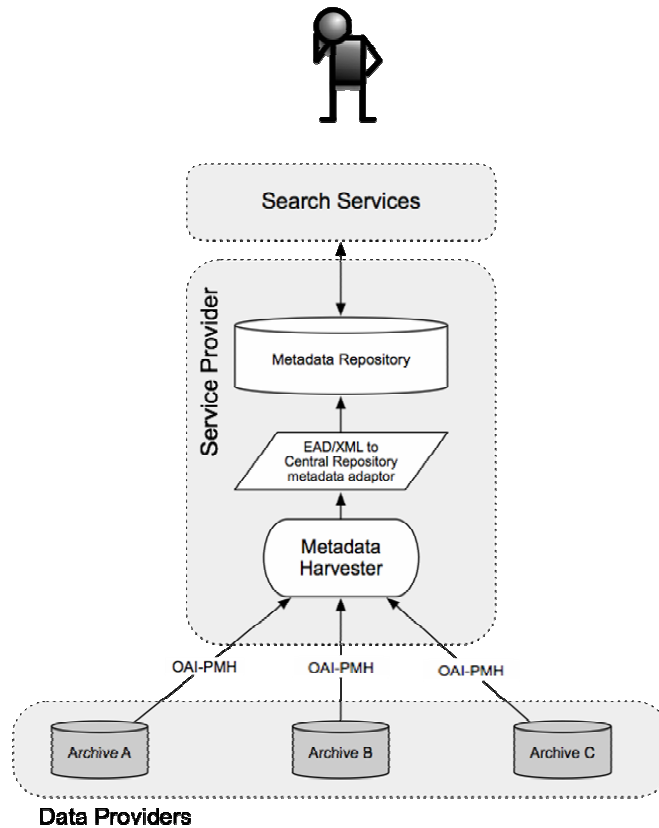 Search Services
Service Provider
Metadata Repository
EAD/XML to
Central Repository
metadata adaptor
Metadada
Harvester
OAI-PMH
OAI-PMH
OAI-PMH
Archive A
Archive B
Archive C
Data Providers